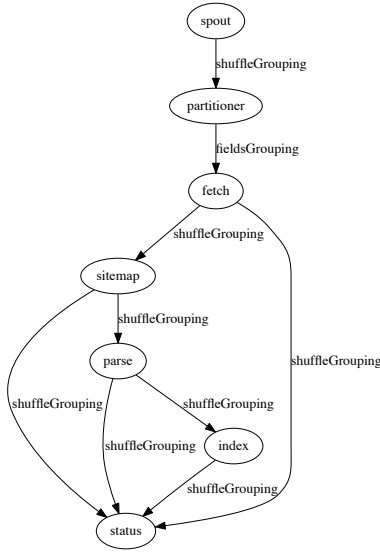 spout
shuffleGrouping
partitioner
fieldsGrouping
fetch
shuffleGrouping
sitemap
shuffleGrouping
parse
shuffleGrouping
shuffleGrouping
shuffleGrouping
shuffleGrouping
index
shuffleGrouping
status